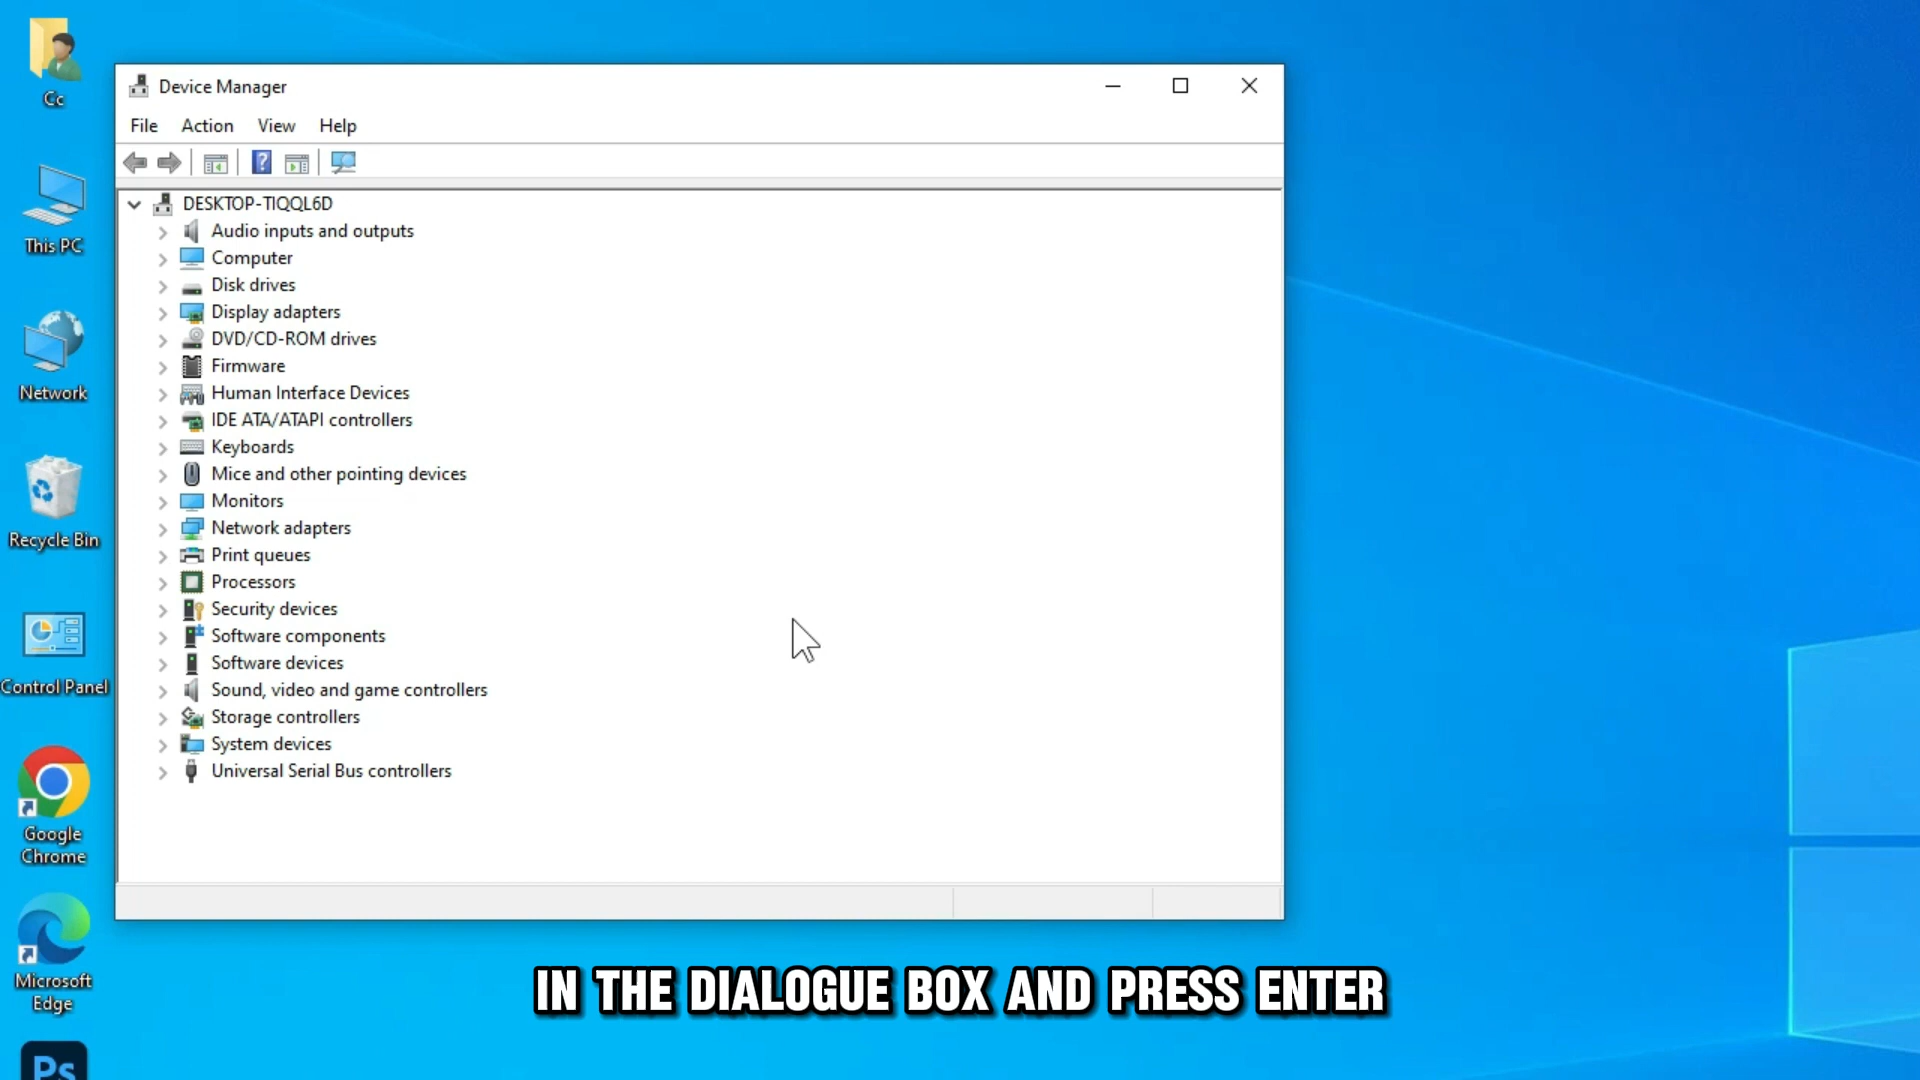 Cc
This PC
Network
Recycle Bin
Control Panel
Google
Chrome
Microsoft
Edge
Ps
Device Manager
File Action View Help
DESKTOP-TIQQL6D
Audio inputs and outputs
Computer
Disk drives
Display adapters
DVD/CD-ROM drives
Firmware
Human Interface Devices
IDE ATA/ATAPI controllers
Keyboards
Mice and other pointing devices
Monitors
Network adapters
Print queues
Processors
Security devices
Software components
Software devices
Sound, video and game controllers
Storage controllers
System devices
Universal Serial Bus controllers
IN THE DIALOGUE BOX AND PRESS ENTER